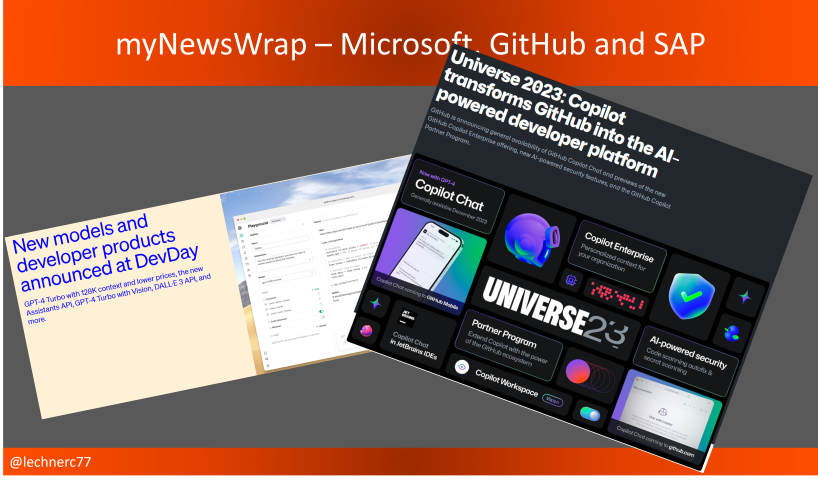 myNewsWrap – Microsoft, GitHub and SAP
Universe 2023: Copilot
transforms GitHub into the AI-
powered developer platform
GitHub is announcing general availability of GitHub Copilot Chat and previews of the new
GitHub Copilot Enterprise offering, new AI-powered security features, and the GitHub Copilot
Partner Program.
New models and
developer products
announced at DevDay
GPT-4 Turbo with 128K context and lower prices, the new
Assistants API, GPT-4 Turbo with Vision, DALL·E 3 API, and
more.
Playground
Now with GPT-4
Copilot Chat
Generally available December 2023
Copilot Chat coming to GitHub Mobile
Copilot Enterprise
Personalized context for
your organization
UNIVERSE23
JET
BRAINS
Copilot Chat
in JetBrains IDEs
Partner Program
Extend Copilot with the power
of the GitHub ecosystem
AI-powered security
Code scanning autofix &
secret scanning
Copilot Workspace
Vision
Copilot Chat coming to github.com
@lechnerc77